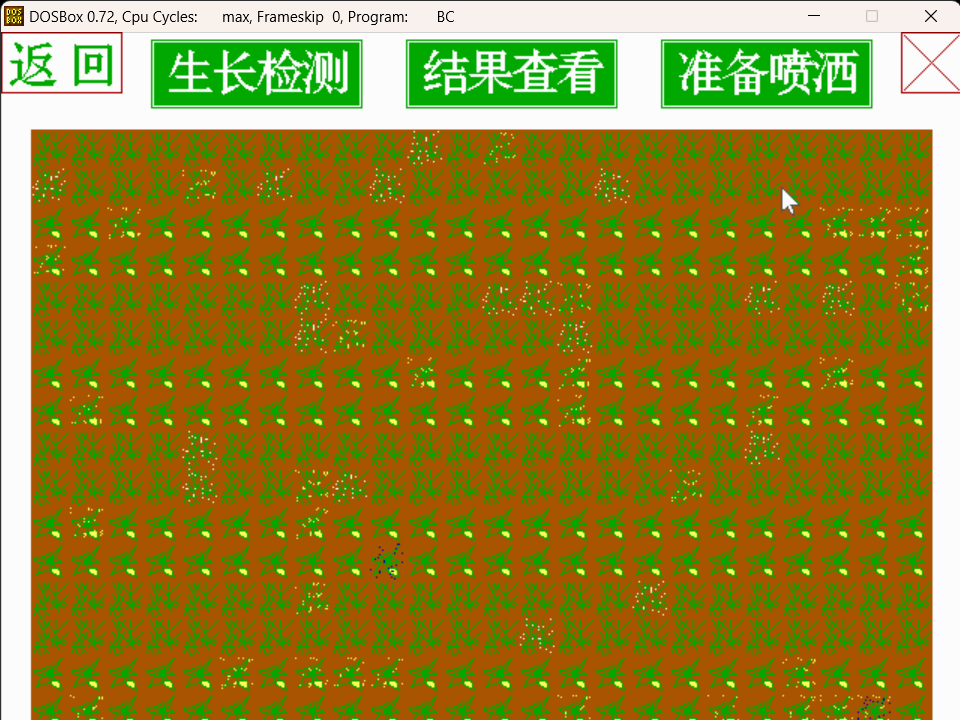 DOSBox 0.72, Cpu Cycles: max, Frameskip 0, Program: BC
返回 生长检测 结果查看 准备喷洒